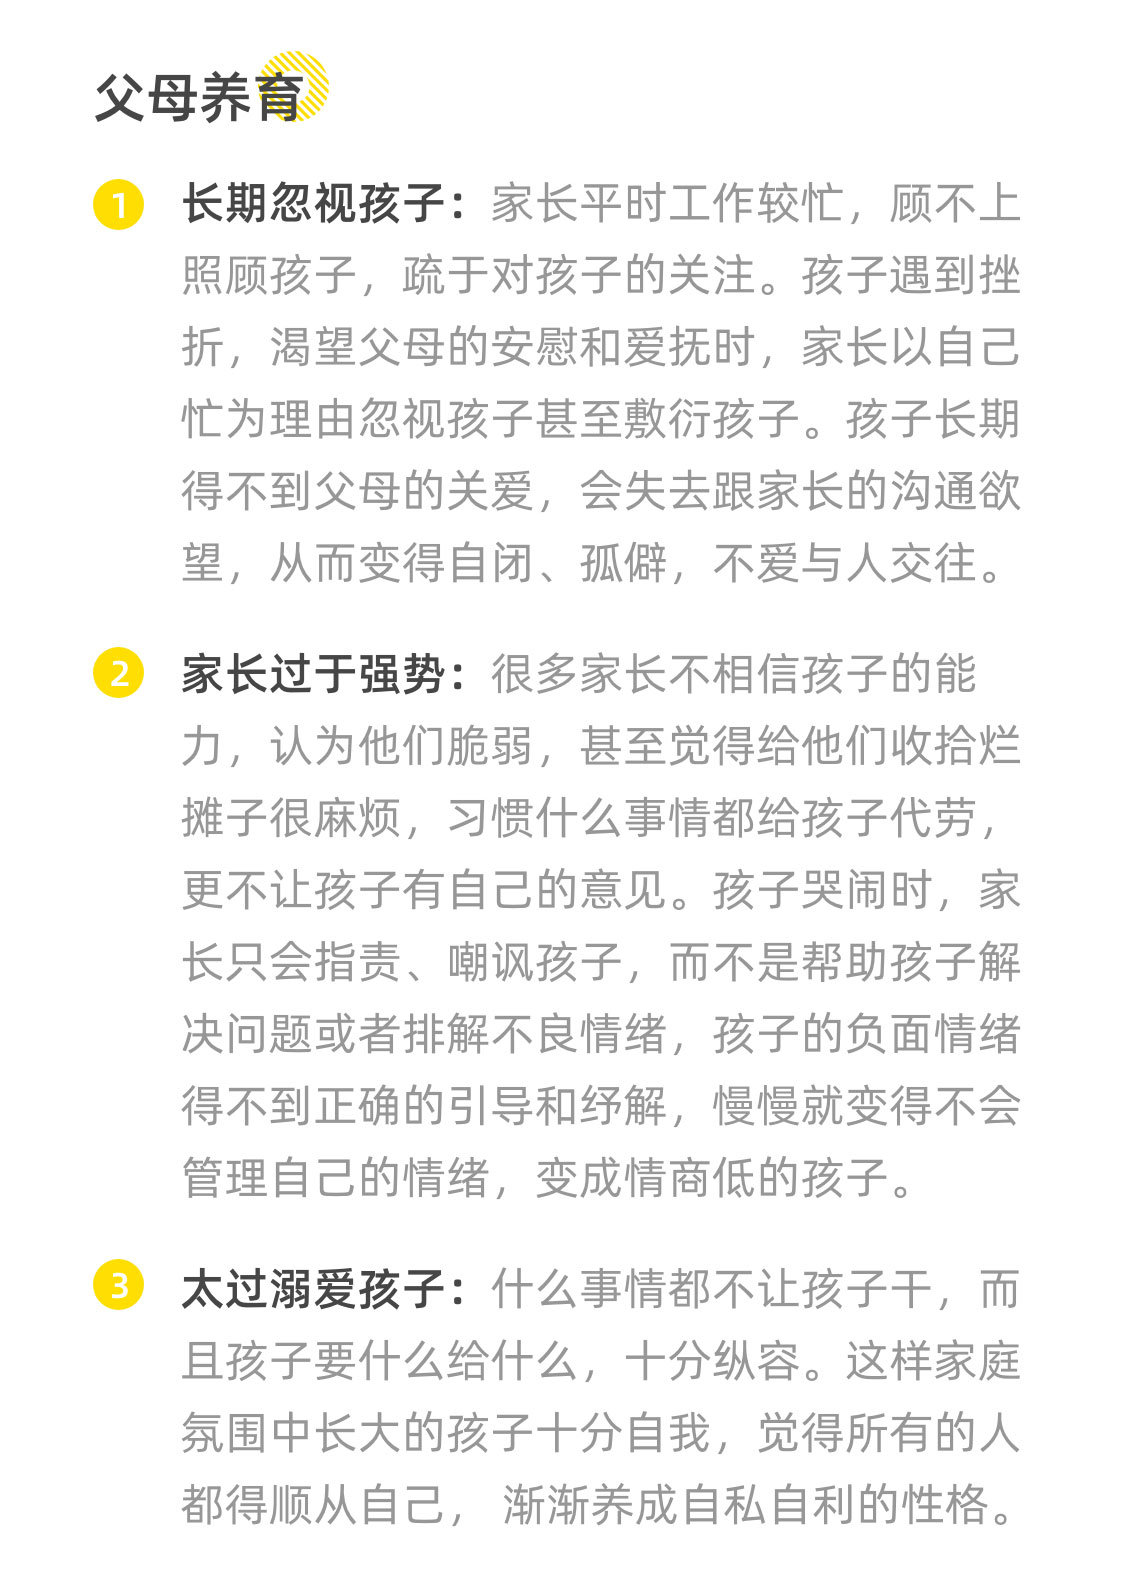 父母养育
1 长期忽视孩子：家长平时工作较忙，顾不上
照顾孩子，疏于对孩子的关注。孩子遇到挫
折，渴望父母的安慰和爱抚时，家长以自己
忙为理由忽视孩子甚至敷衍孩子。孩子长期
得不到父母的关爱，会失去跟家长的沟通欲
望，从而变得自闭、孤僻，不爱与人交往。
2 家长过于强势：很多家长不相信孩子的能
力，认为他们脆弱，甚至觉得给他们收拾烂
摊子很麻烦，习惯什么事情都给孩子代劳，
更不让孩子有自己的意见。孩子哭闹时，家
长只会指责、嘲讽孩子，而不是帮助孩子解
决问题或者排解不良情绪，孩子的负面情绪
得不到正确的引导和纾解，慢慢就变得不会
管理自己的情绪，变成情商低的孩子。
3 太过溺爱孩子：什么事情都不让孩子干，而
且孩子要什么给什么，十分纵容。这样家庭
氛围中长大的孩子十分自我，觉得所有的人
都得顺从自己， 渐渐养成自私自利的性格。